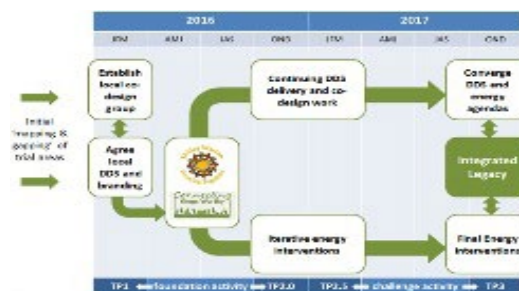 2016 2017
JFM AMJ JAS OND JFM AMJ JAS OND
Establish
local co-
design
group
Continuing DDS
delivery and co-
design work
Converge
DDS and
energy
agendas
Initial
'mapping &
gapping' of
trial areas
Agree
local DDS
and
branding
Integrated
Legacy
Iterative energy
interventions
Final Energy
Interventions
TP1 foundation activity TP2.0 TP2.5 challenge activity TP3